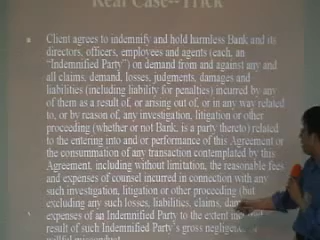 Real Case--Trick
Client agrees to indemnify and hold harmless Bank and its
directors, officers, employees and agents (each, an
"Indemnified Party") on demand from and against any and
all claims, demand, losses, judgments, damages and
liabilities (including liability for penalties) incurred by any
of them as a result of, or arising out of, or in any way related
to, or by reason of, any investigation, litigation or other
proceeding (whether or not Bank, is a party thereto) related
to the entering into and or performance of this Agreement or
the consummation of any transaction contemplated by this
Agreement, including without limitation, the reasonable fees
and expenses of counsel incurred in connection with any
such investigation, litigation or other proceeding (but
excluding any such losses, liabilities, claims,
expenses of an Indemnified Party to the extent
result of such Indemnified Party's gross negligence